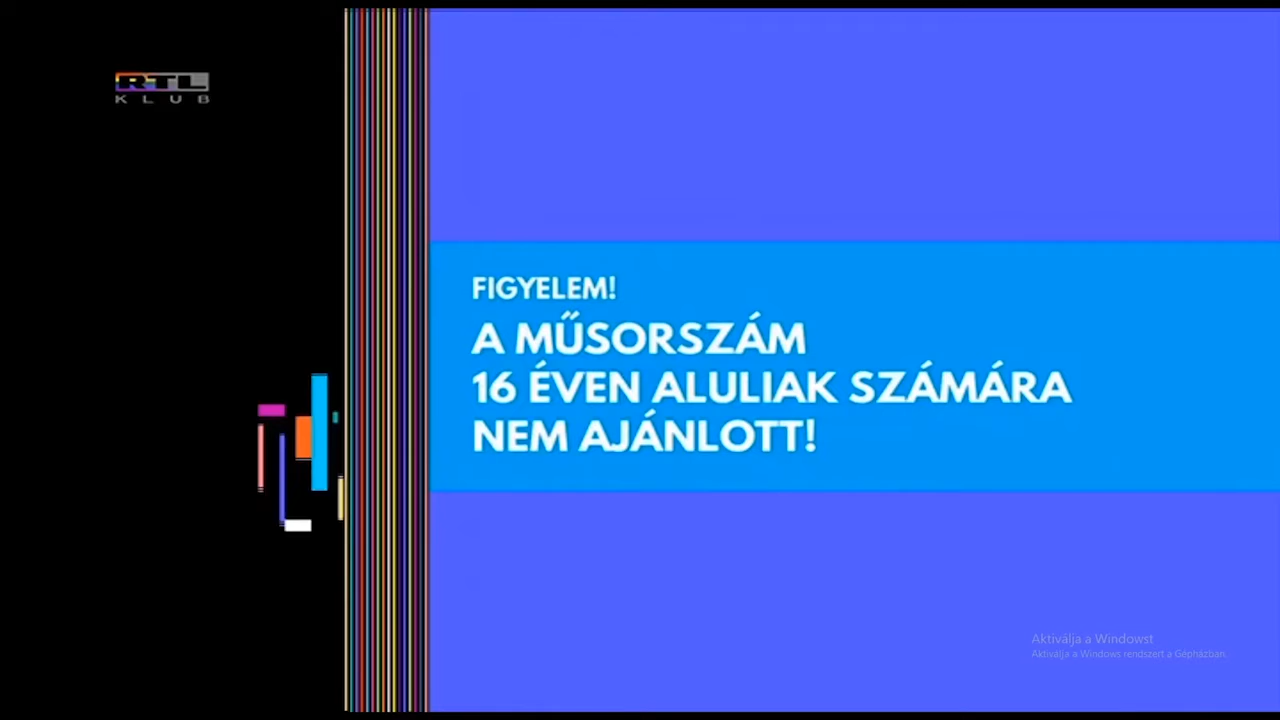 RTL
KLUB
FIGYELEM!
A MŰSORSZÁM
16 ÉVEN ALULIAK SZÁMÁRA
NEM AJÁNLOTT!
Aktiválja a Windowst
Aktiválja a Windows rendszert a Gépházban.